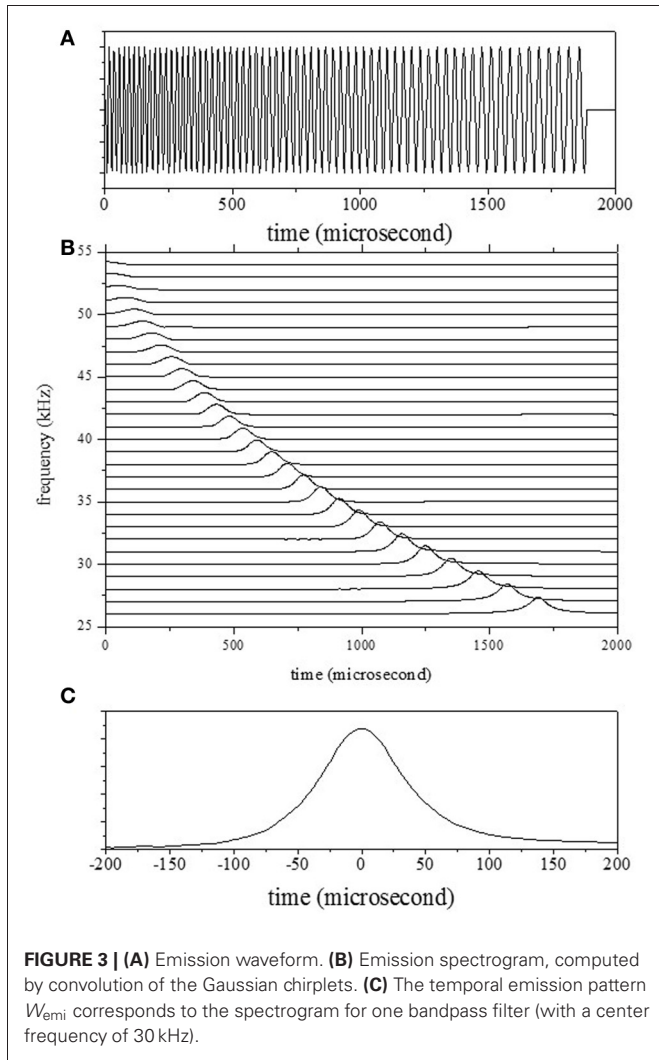 A
0 500 1000 1500 2000
time (microsecond)
B
55
50
45
40
35
30
25
frequency (kHz)
0 500 1000 1500 2000
time (microsecond)
C
-200 -150 -100 -50 0 50 100 150 200
time (microsecond)
FIGURE 3 | (A) Emission waveform. (B) Emission spectrogram, computed
by convolution of the Gaussian chirplets. (C) The temporal emission pattern
Wemi corresponds to the spectrogram for one bandpass filter (with a center
frequency of 30 kHz).